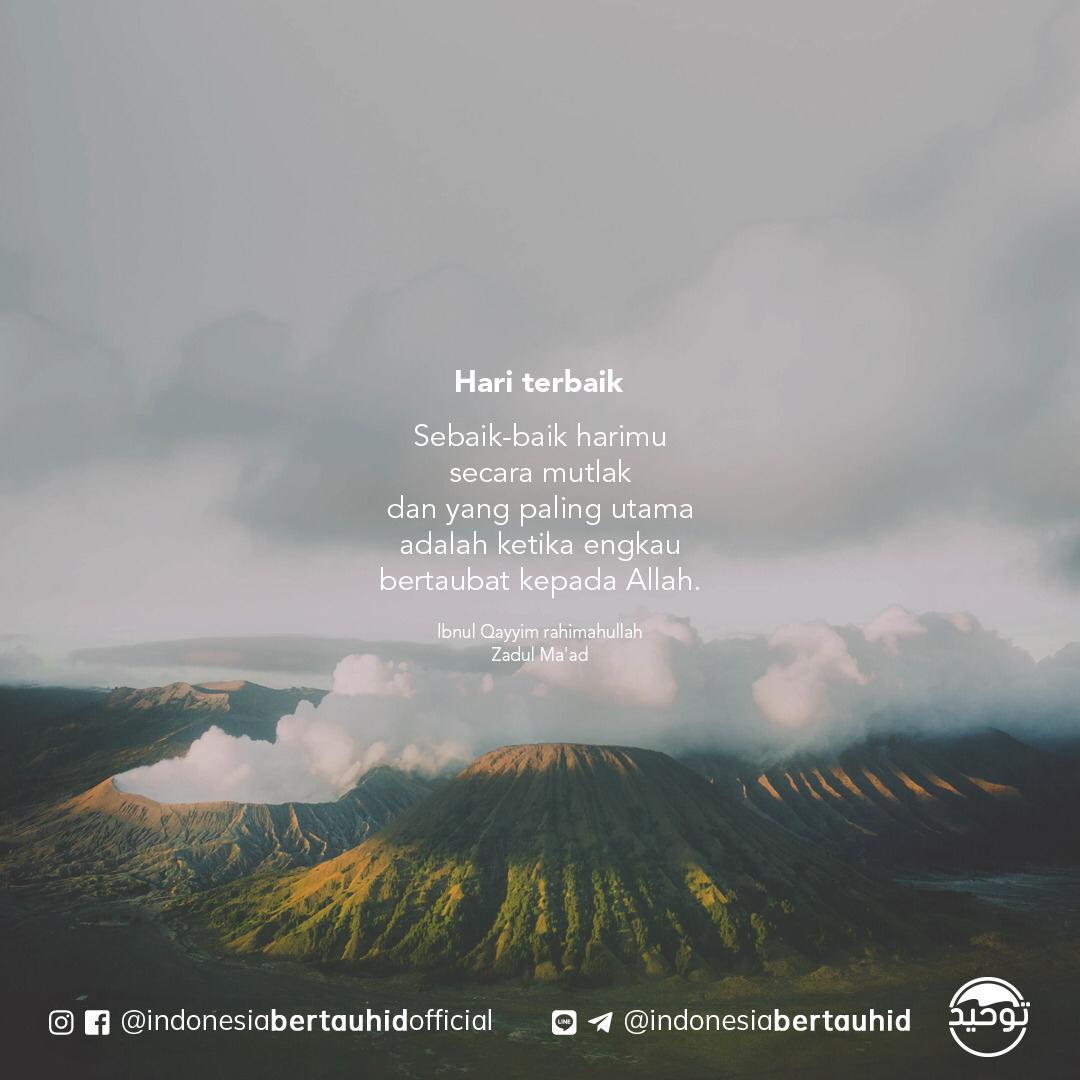 Hari terbaik
Sebaik-baik harimu
secara mutlak
dan yang paling utama
adalah ketika engkau
bertaubat kepada Allah.
Ibnul Qayyim rahimahullah
Zadul Ma'ad
@indonesiabertauhidofficial
LINE
@indonesiabertauhid
توحيد